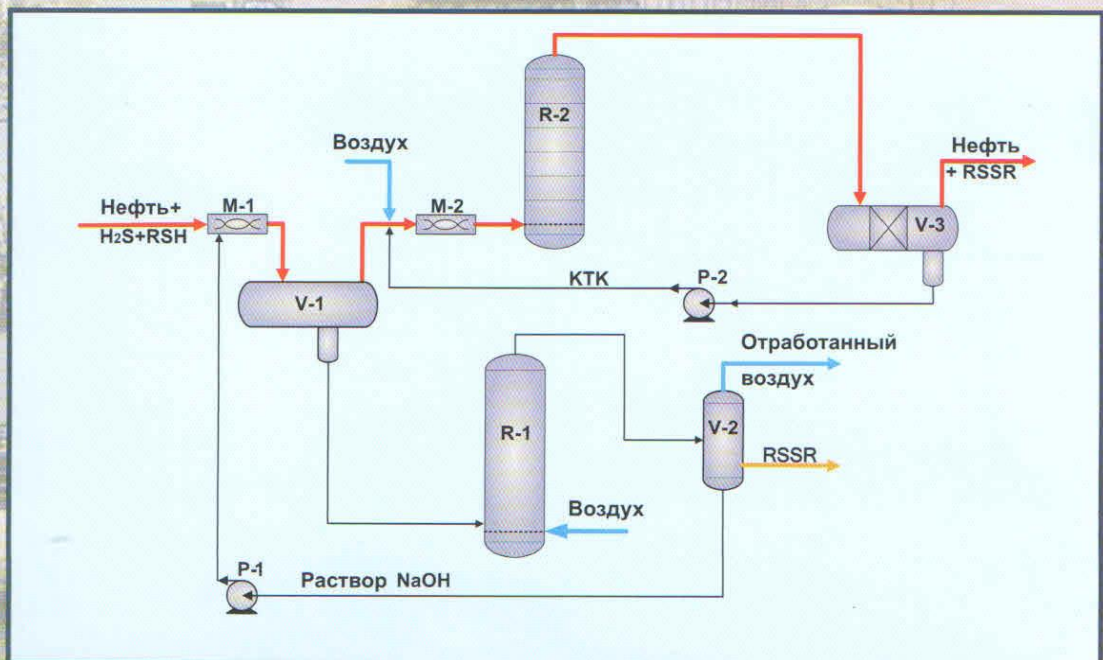 R-2
Воздух
Нефть
+ RSSR
Нефть+
M-1
M-2
H2S+RSH
V-3
КТК
P-2
V-1
Отработанный
воздух
R-1
V-2
RSSR
Воздух
P-1
Раствор NaOH